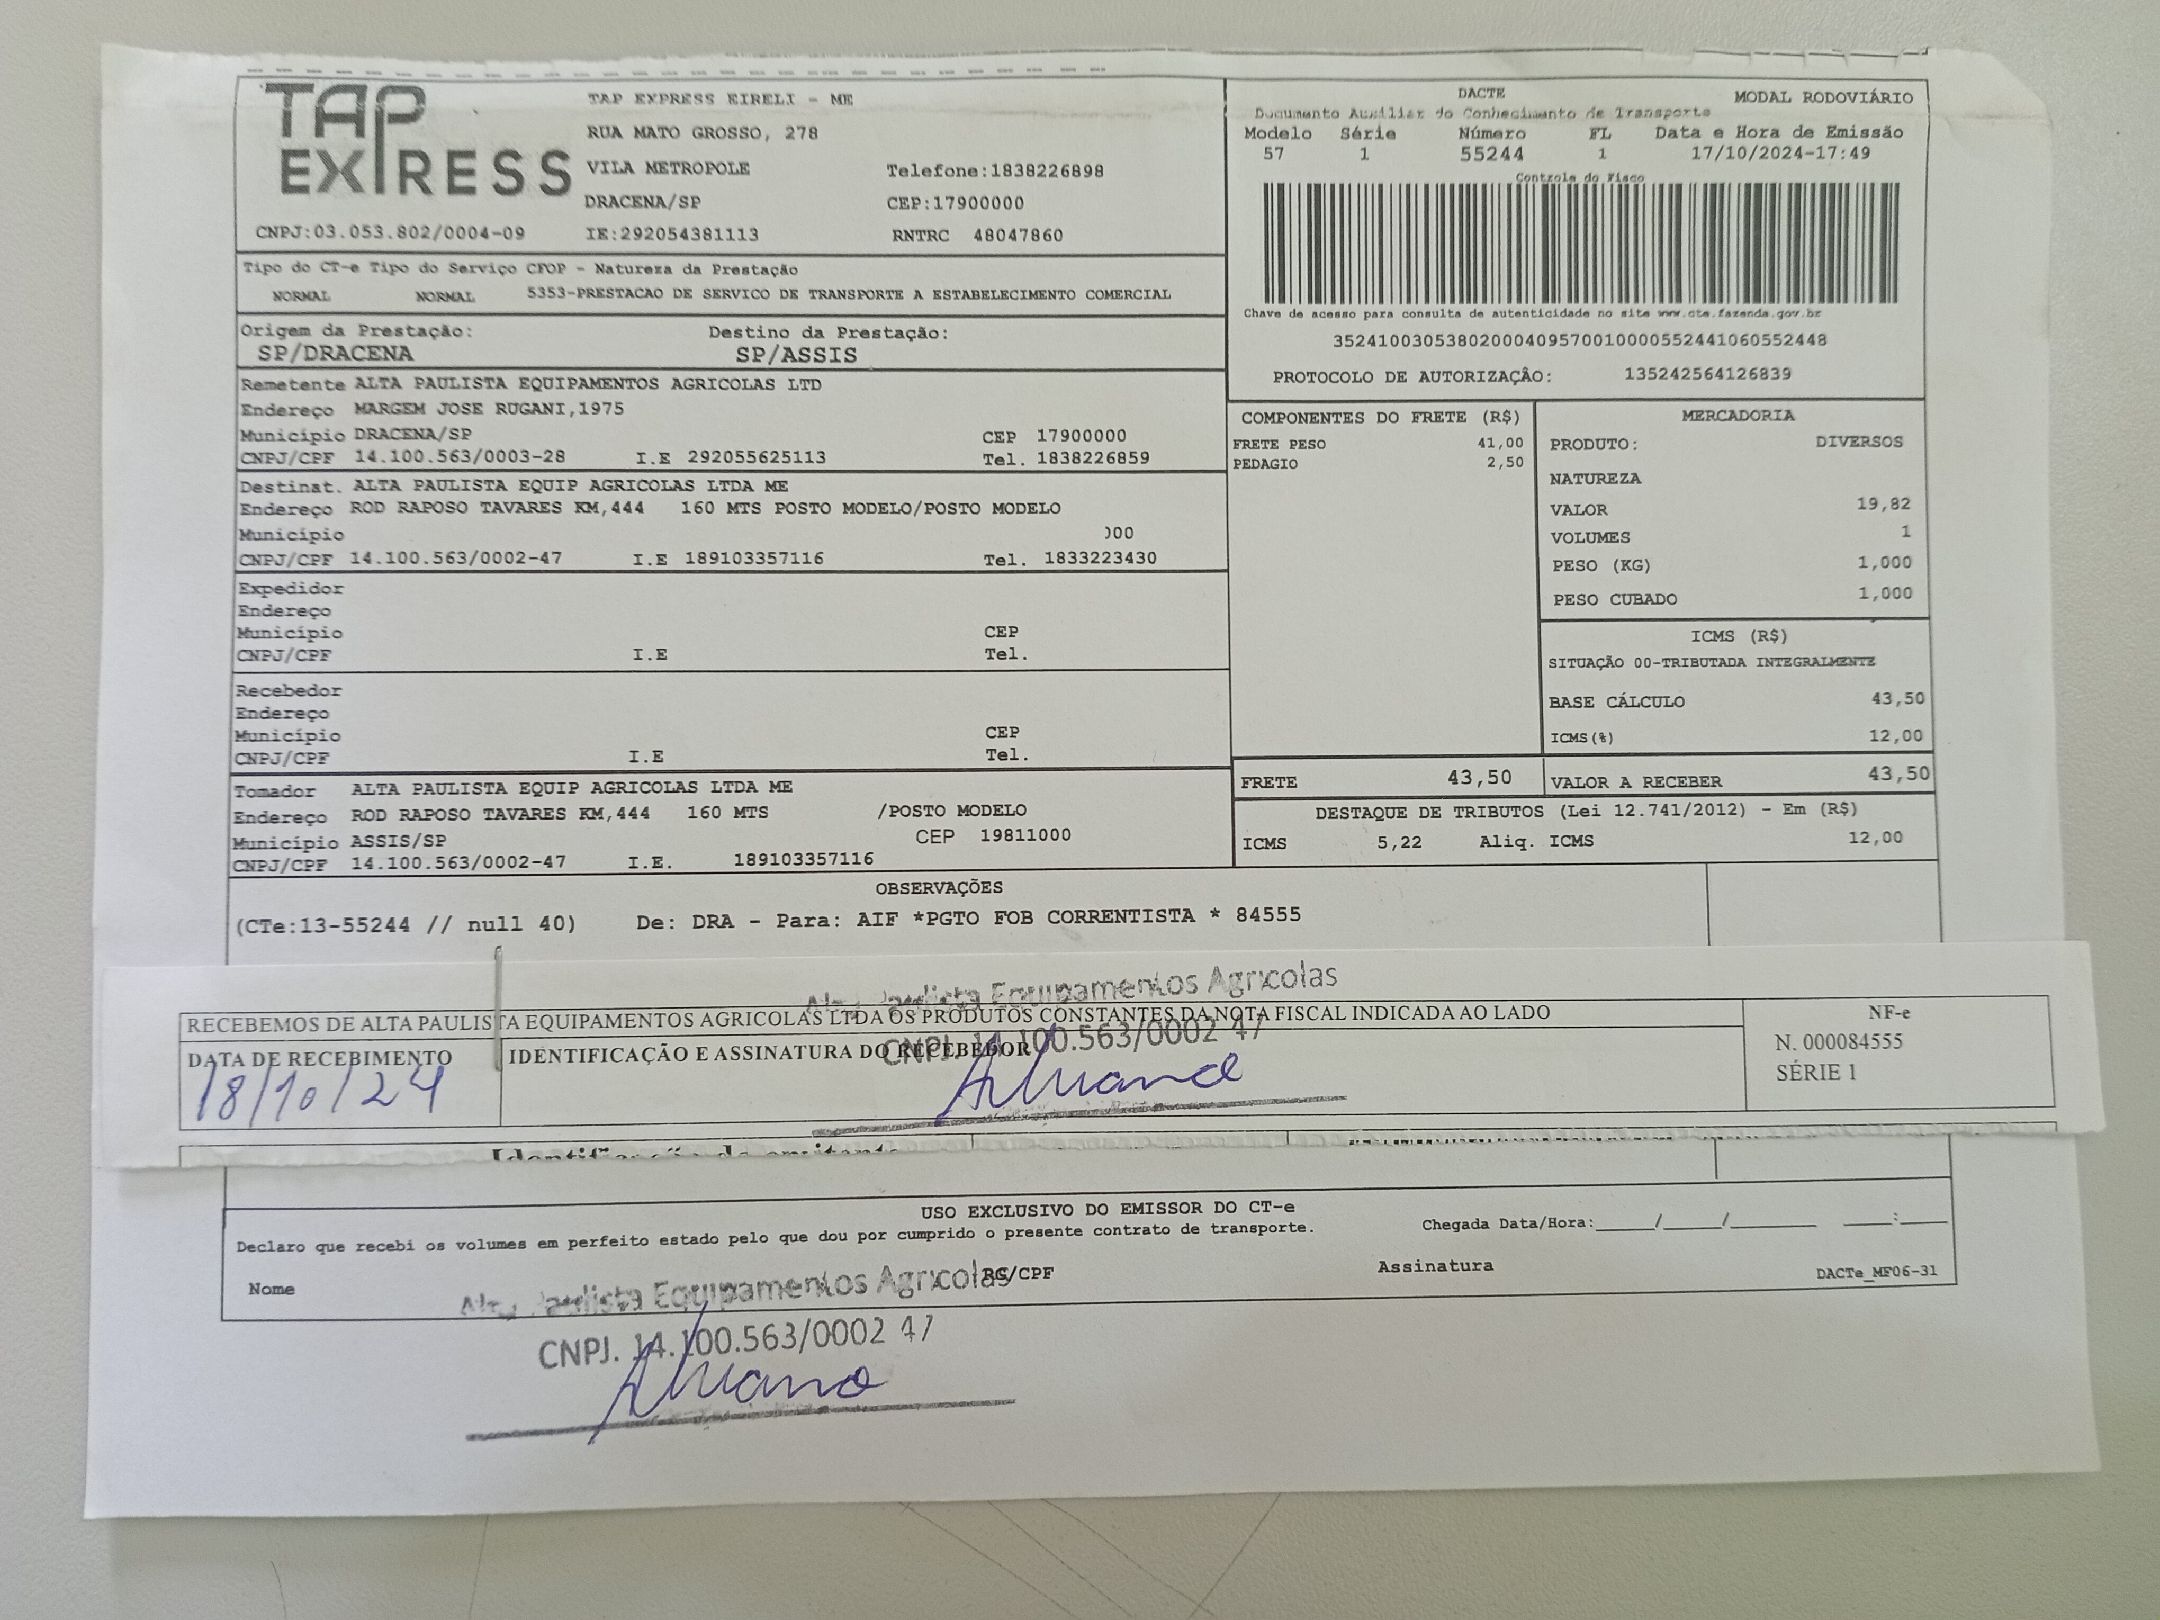 TAP EXPRESS
TAP EXPRESS EIRELI - ME
RUA MATO GROSSO, 278
VILA METROPOLE Telefone:1838226898
DRACENA/SP CEP:17900000
CNPJ:03.053.802/0004-09 IE:292054381113 RNTRC 48047860
DACTE MODAL RODOVIÁRIO
Documento Auxiliar do Conhecimento de Transporte
Modelo Série Número FL Data e Hora de Emissão
57 1 55244 1 17/10/2024-17:49
Controle do Fisco
Chave de acesso para consulta de autenticidade no site www.cte.fazenda.gov.br
35241003053802000409570010000552441060552448
PROTOCOLO DE AUTORIZAÇÃO: 135242564126839
Tipo do CT-e Tipo do Serviço CFOP - Natureza da Prestação
NORMAL NORMAL 5353-PRESTACAO DE SERVICO DE TRANSPORTE A ESTABELECIMENTO COMERCIAL
Origem da Prestação: Destino da Prestação:
SP/DRACENA SP/ASSIS
Remetente ALTA PAULISTA EQUIPAMENTOS AGRICOLAS LTD
Endereço MARGEM JOSE RUGANI,1975
Município DRACENA/SP CEP 17900000
CNPJ/CPF 14.100.563/0003-28 I.E 292055625113 Tel. 1838226859
Destinat. ALTA PAULISTA EQUIP AGRICOLAS LTDA ME
Endereço ROD RAPOSO TAVARES KM,444 160 MTS POSTO MODELO/POSTO MODELO
Município 000
CNPJ/CPF 14.100.563/0002-47 I.E 189103357116 Tel. 1833223430
Expedidor
Endereço
Município CEP
CNPJ/CPF I.E Tel.
Recebedor
Endereço
Município CEP
CNPJ/CPF I.E Tel.
Tomador ALTA PAULISTA EQUIP AGRICOLAS LTDA ME
Endereço ROD RAPOSO TAVARES KM,444 160 MTS /POSTO MODELO
Município ASSIS/SP CEP 19811000
CNPJ/CPF 14.100.563/0002-47 I.E. 189103357116
COMPONENTES DO FRETE (R$)
FRETE PESO 41,00
PEDAGIO 2,50
MERCADORIA
PRODUTO: DIVERSOS
NATUREZA
VALOR 19,82
VOLUMES 1
PESO (KG) 1,000
PESO CUBADO 1,000
ICMS (R$)
SITUAÇÃO 00-TRIBUTADA INTEGRALMENTE
BASE CÁLCULO 43,50
ICMS(%) 12,00
FRETE 43,50 VALOR A RECEBER 43,50
DESTAQUE DE TRIBUTOS (Lei 12.741/2012) - Em (R$)
ICMS 5,22 Aliq. ICMS 12,00
OBSERVAÇÕES
(CTe:13-55244 // null 40) De: DRA - Para: AIF *PGTO FOB CORRENTISTA * 84555
Alta Paulista Equipamentos Agricolas
RECEBEMOS DE ALTA PAULISTA EQUIPAMENTOS AGRICOLAS LTDA OS PRODUTOS CONSTANTES DA NOTA FISCAL INDICADA AO LADO
CNPJ. 14.100.563/0002 47
DATA DE RECEBIMENTO IDENTIFICAÇÃO E ASSINATURA DO RECEBEDOR
18/10/24
NF-e
N. 000084555
SÉRIE 1
Identificação do emitente
USO EXCLUSIVO DO EMISSOR DO CT-e
Declaro que recebi os volumes em perfeito estado pelo que dou por cumprido o presente contrato de transporte. Chegada Data/Hora:_____/_____/_______ ____:____
Nome RG/CPF Assinatura DACTe_MF06-31
Alta Paulista Equipamentos Agricolas
CNPJ. 14.100.563/0002 47